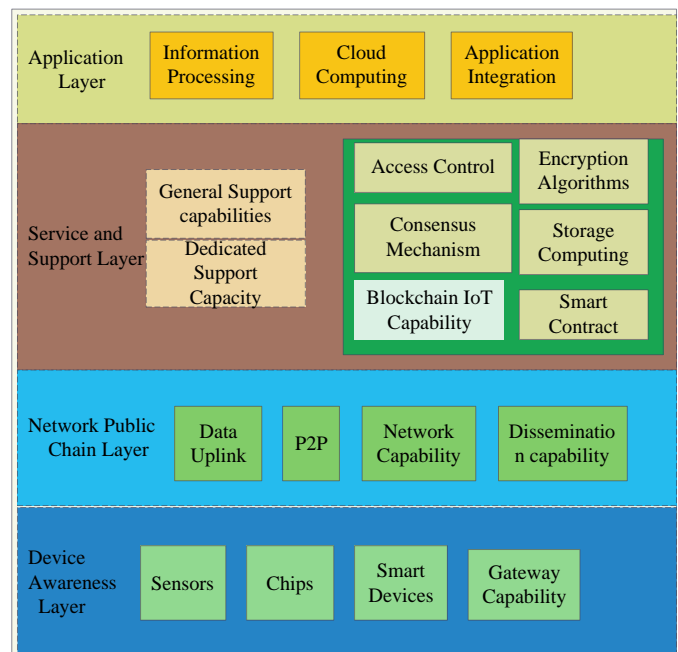 Application
Layer
Information
Processing
Cloud
Computing
Application
Integration
Service and
Support Layer
General Support
capabilities
Dedicated
Support
Capacity
Access Control
Encryption
Algorithms
Consensus
Mechanism
Storage
Computing
Blockchain IoT
Capability
Smart
Contract
Network Public
Chain Layer
Data
Uplink
P2P
Network
Capability
Disseminatio
n capability
Device
Awareness
Layer
Sensors
Chips
Smart
Devices
Gateway
Capability